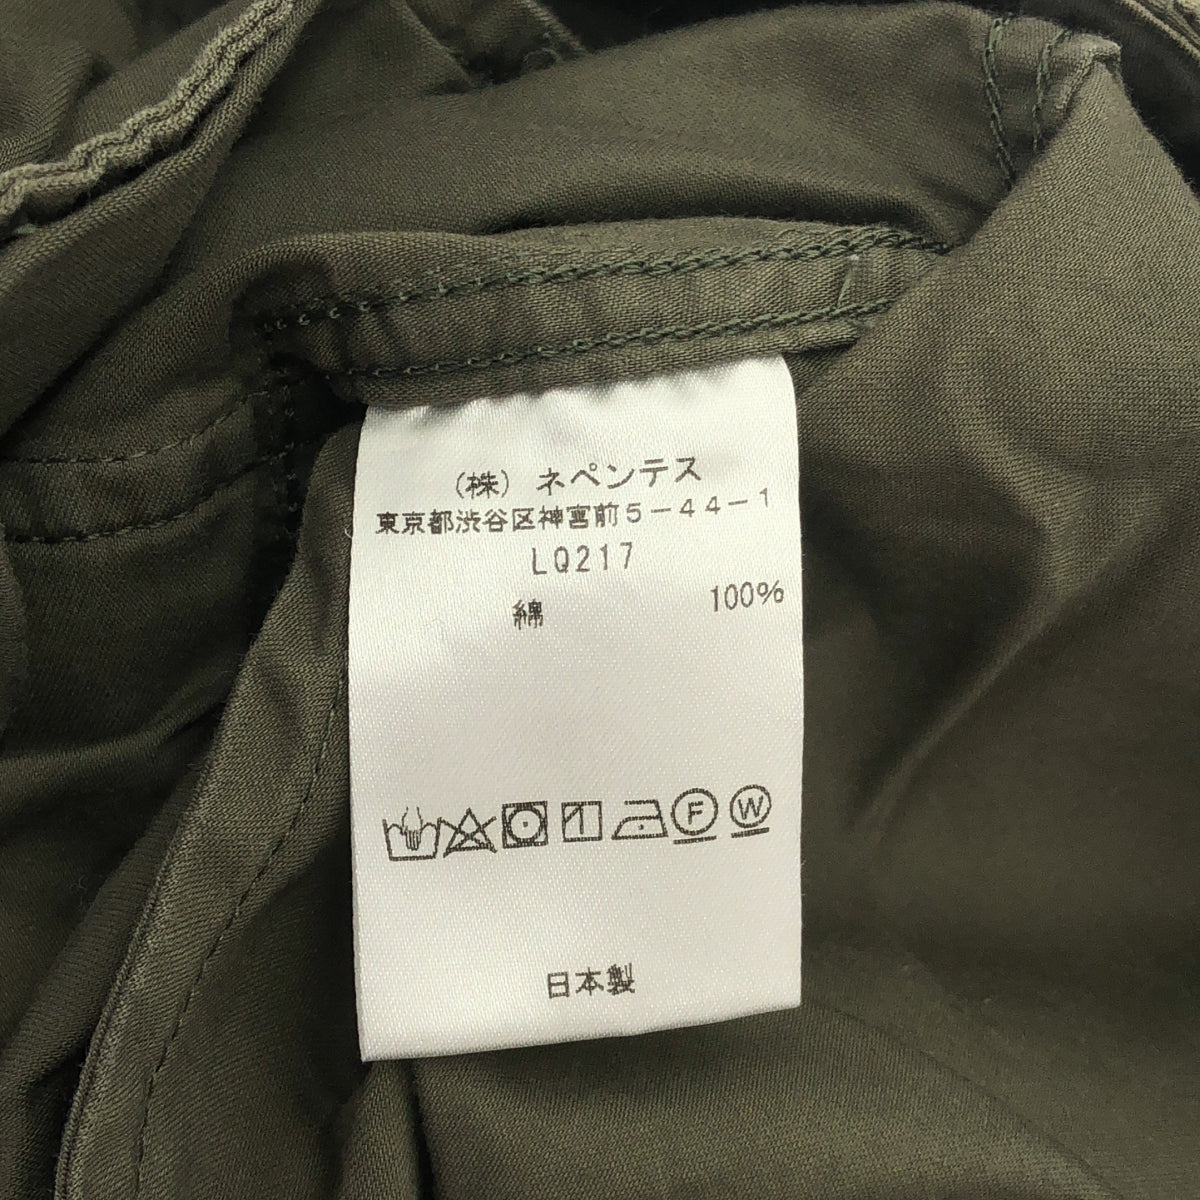 (株) ネペンテス
東京都渋谷区神宮前5-44-1
LQ217
綿 100%
F W
日本製